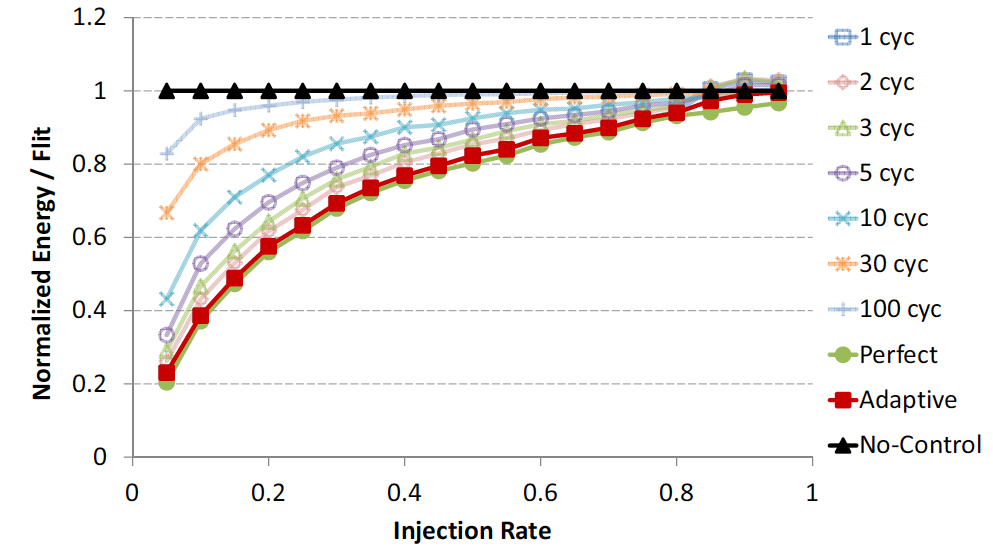 1.2
1
0.8
0.6
0.4
0.2
0
Normalized Energy / Flit
0
0.2
0.4
0.6
0.8
1
Injection Rate
1 cyc
2 cyc
3 cyc
5 cyc
10 cyc
30 cyc
100 cyc
Perfect
Adaptive
No-Control